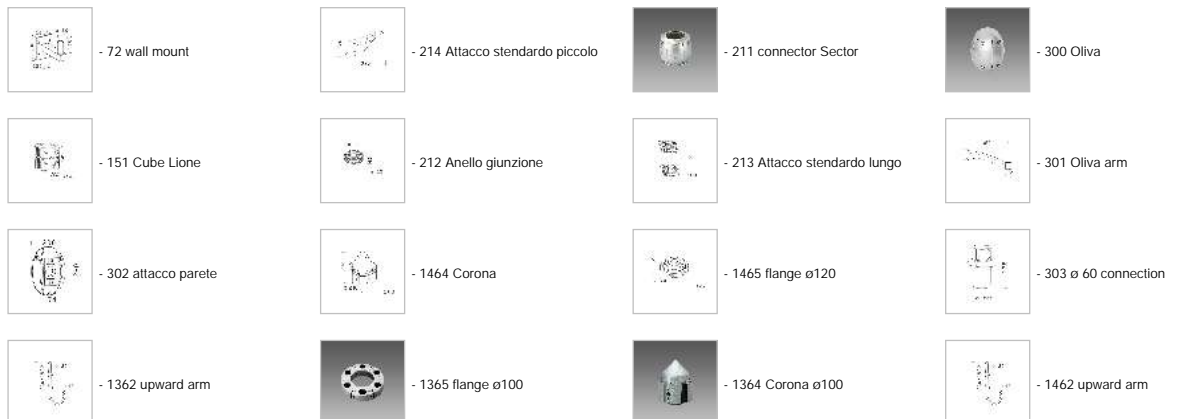 - 72 wall mount
- 214 Attacco stendardo piccolo
- 211 connector Sector
- 300 Oliva
- 151 Cube Lione
- 212 Anello giunzione
- 213 Attacco stendardo lungo
- 301 Oliva arm
- 302 attacco parete
- 1464 Corona
- 1465 flange ø120
- 303 ø 60 connection
- 1362 upward arm
- 1365 flange ø100
- 1364 Corona ø100
- 1462 upward arm